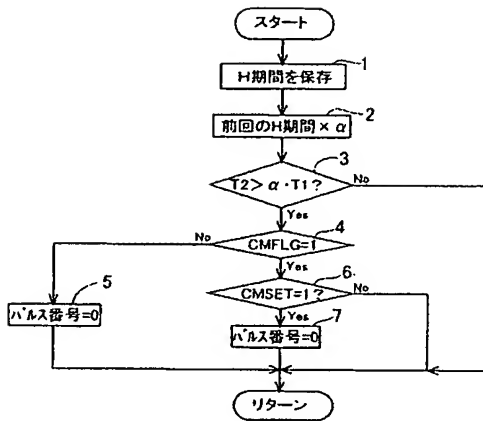 スタート
1
H期間を保存
2
前回のH期間×α
3
T2>α・T1?
No
Yes
4
No
CMFLG=1
Yes
5
6
パルス番号=0
CMSET=1?
No
Yes
7
パルス番号=0
リターン